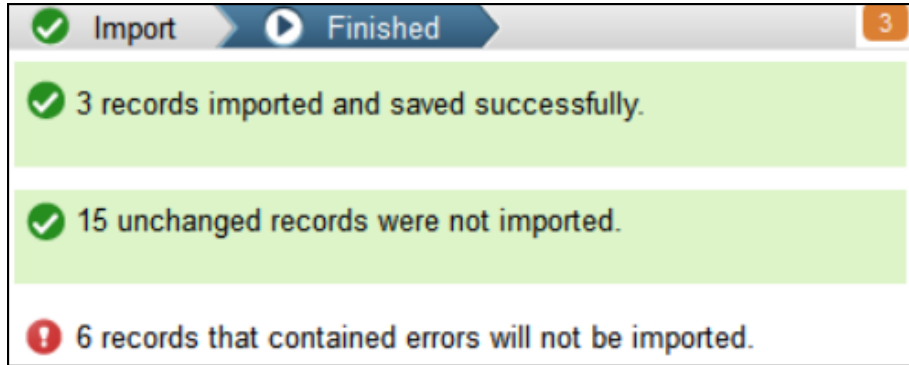 Import Finished 3
3 records imported and saved successfully.
15 unchanged records were not imported.
6 records that contained errors will not be imported.